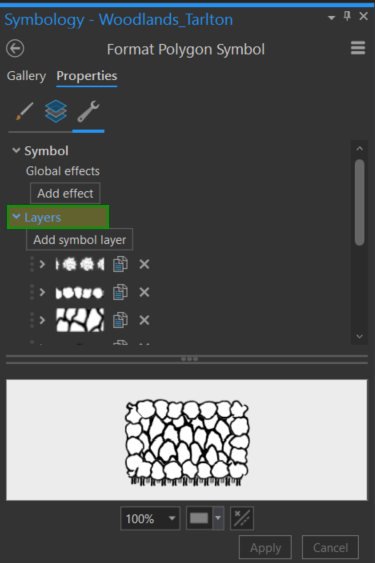 Symbology - Woodlands_Tarlton
Format Polygon Symbol
Gallery Properties
Symbol
Global effects
Add effect
Layers
Add symbol layer
100%
Apply Cancel